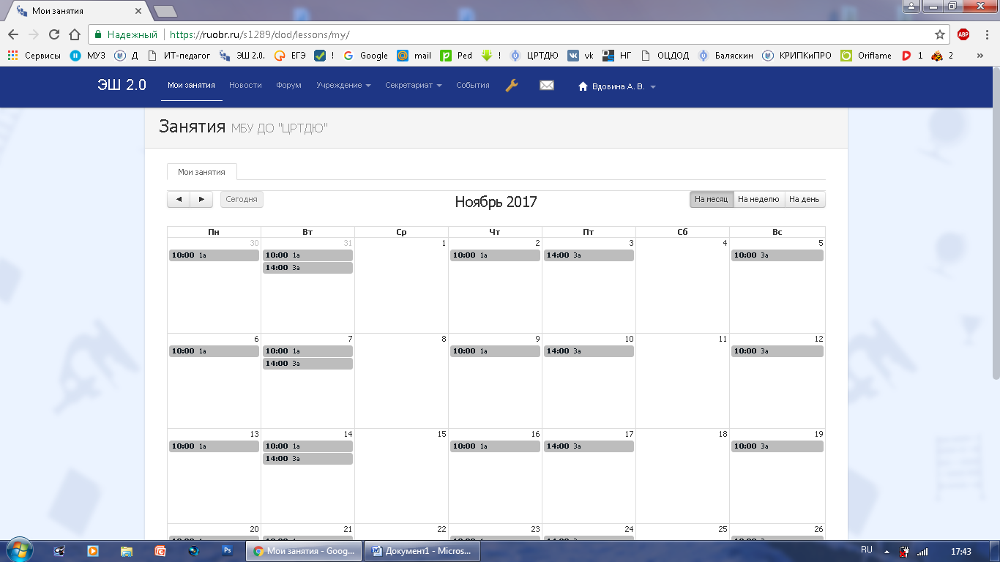 Мои занятия
Надежный https://ruobr.ru/s1289/dod/lessons/my/ ABP
Сервисы МУЗ Д ИТ-педагог ЭШ 2.0. ЕГЭ ! Google mail Ped ! ЦРТДЮ vk НГ ОЦДОД Баляскин КРИПКиПРО Oriflame 1 2 »
ЭШ 2.0 Мои занятия Новости Форум Учреждение Секретариат События Вдовина А. В.
Занятия МБУ ДО "ЦРТДЮ"
Мои занятия
◄ ► Сегодня Ноябрь 2017 На месяц На неделю На день
Пн Вт Ср Чт Пт Сб Вс
30 31 1 2 3 4 5
10:00 1а 10:00 1а 10:00 1а 14:00 3а 10:00 3а
14:00 3а
6 7 8 9 10 11 12
10:00 1а 10:00 1а 10:00 1а 14:00 3а 10:00 3а
14:00 3а
13 14 15 16 17 18 19
10:00 1а 10:00 1а 10:00 1а 14:00 3а 10:00 3а
14:00 3а
20 21 22 23 24 25 26
Ps Мои занятия - Goog... Документ1 - Micros... RU 17:43